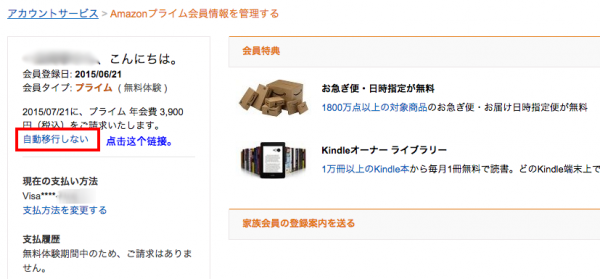 アカウントサービス > Amazonプライム会員情報を管理する
、こんにちは。
会員登録日: 2015/06/21
会員タイプ: プライム ( 無料体験 )
2015/07/21に、プライム 年会費 3,900
円（税込）をご請求いたします。
自動移行しない 点击这个链接。
現在の支払い方法
Visa****-
支払方法を変更する
支払履歴
無料体験期間中のため、ご請求はありま
せん。
会員特典
お急ぎ便・日時指定が無料
1800万点以上の対象商品のお急ぎ便・お届け日時指定便が無料
Kindleオーナー ライブラリー
1万冊以上のKindle本から毎月1冊無料で読書。どのKindle端末上で
家族会員の登録案内を送る